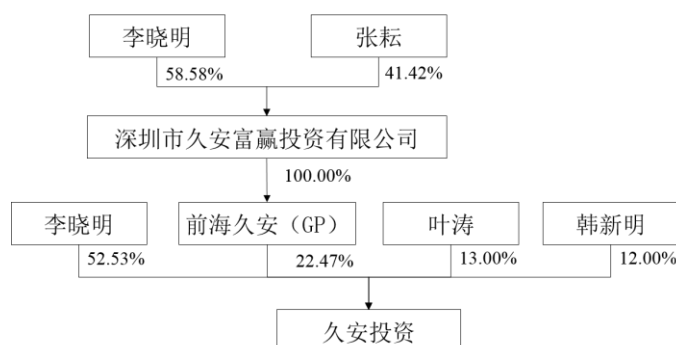 李晓明
张耘
58.58%
41.42%
深圳市久安富赢投资有限公司
100.00%
李晓明
前海久安（GP）
叶涛
韩新明
52.53%
22.47%
13.00%
12.00%
久安投资